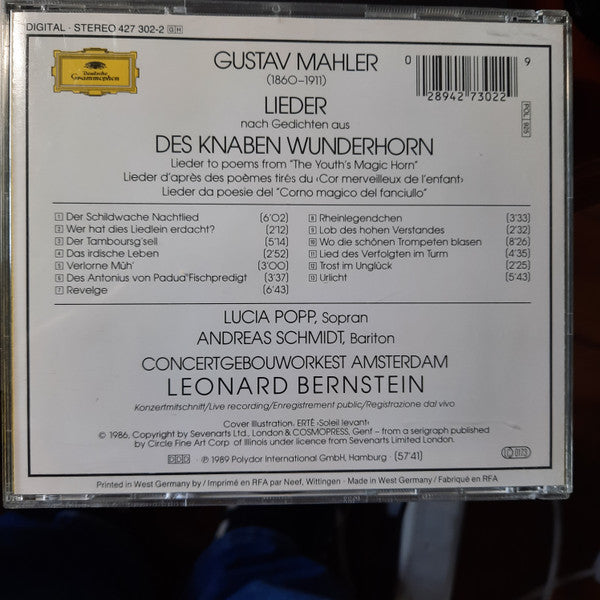 DIGITAL · STEREO 427 302-2 GH
Deutsche
Grammophon
GUSTAV MAHLER
(1860–1911)
LIEDER
nach Gedichten aus
DES KNABEN WUNDERHORN
Lieder to poems from "The Youth's Magic Horn"
Lieder d'après des poèmes tirés du ‹Cor merveilleux de l'enfant›
Lieder da poesie del "Corno magico del fanciullo"
0 28942 73022 9
POL 925
1 Der Schildwache Nachtlied (6'02)
2 Wer hat dies Liedlein erdacht? (2'12)
3 Der Tamboursg'sell (5'14)
4 Das irdische Leben (2'52)
5 Verlorne Müh' (3'00)
6 Des Antonius von Padua Fischpredigt (3'37)
7 Revelge (6'43)
8 Rheinlegendchen (3'33)
9 Lob des hohen Verstandes (2'32)
10 Wo die schönen Trompeten blasen (8'26)
11 Lied des Verfolgten im Turm (4'35)
12 Trost im Unglück (2'25)
13 Urlicht (5'43)
LUCIA POPP, Sopran
ANDREAS SCHMIDT, Bariton
CONCERTGEBOUWORKEST AMSTERDAM
LEONARD BERNSTEIN
Konzertmitschnitt/Live recording/Enregistrement public/Registrazione dal vivo
Cover Illustration: ERTÉ ›Soleil levant‹
© 1986, Copyright by Sevenarts Ltd., London & COSMOPRESS, Genf – from a serigraph published
by Circle Fine Art Corp of Illinois under licence from Sevenarts Limited London.
DDD · ℗ 1989 Polydor International GmbH, Hamburg · (57'41)
Printed in West Germany by / Imprimé en RFA par Neef, Wittingen · Made in West Germany / Fabriqué en RFA